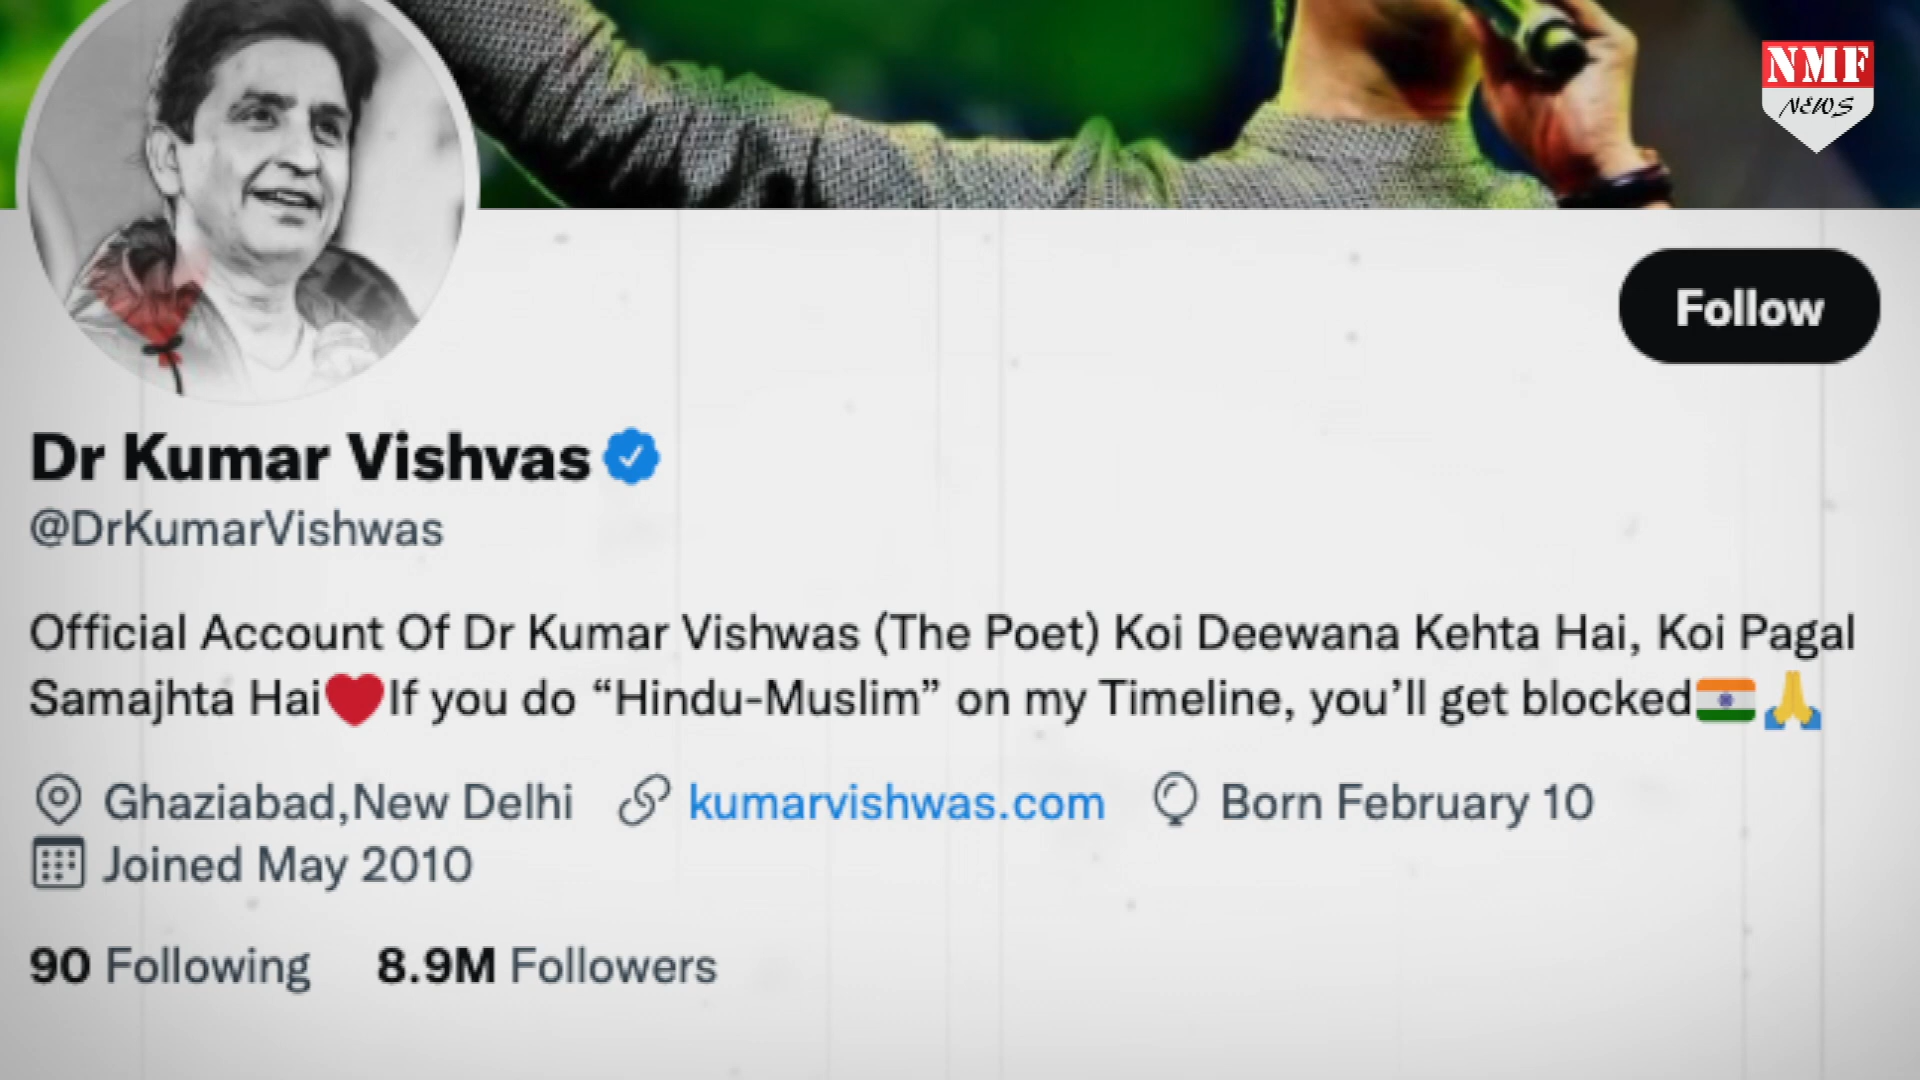 NMF
NEWS
Follow
Dr Kumar Vishvas
@DrKumarVishwas
Official Account Of Dr Kumar Vishwas (The Poet) Koi Deewana Kehta Hai, Koi Pagal
Samajhta Hai❤️If you do “Hindu-Muslim” on my Timeline, you’ll get blocked🇮🇳🙏
Ghaziabad,New Delhi kumarvishwas.com Born February 10
Joined May 2010
90 Following 8.9M Followers